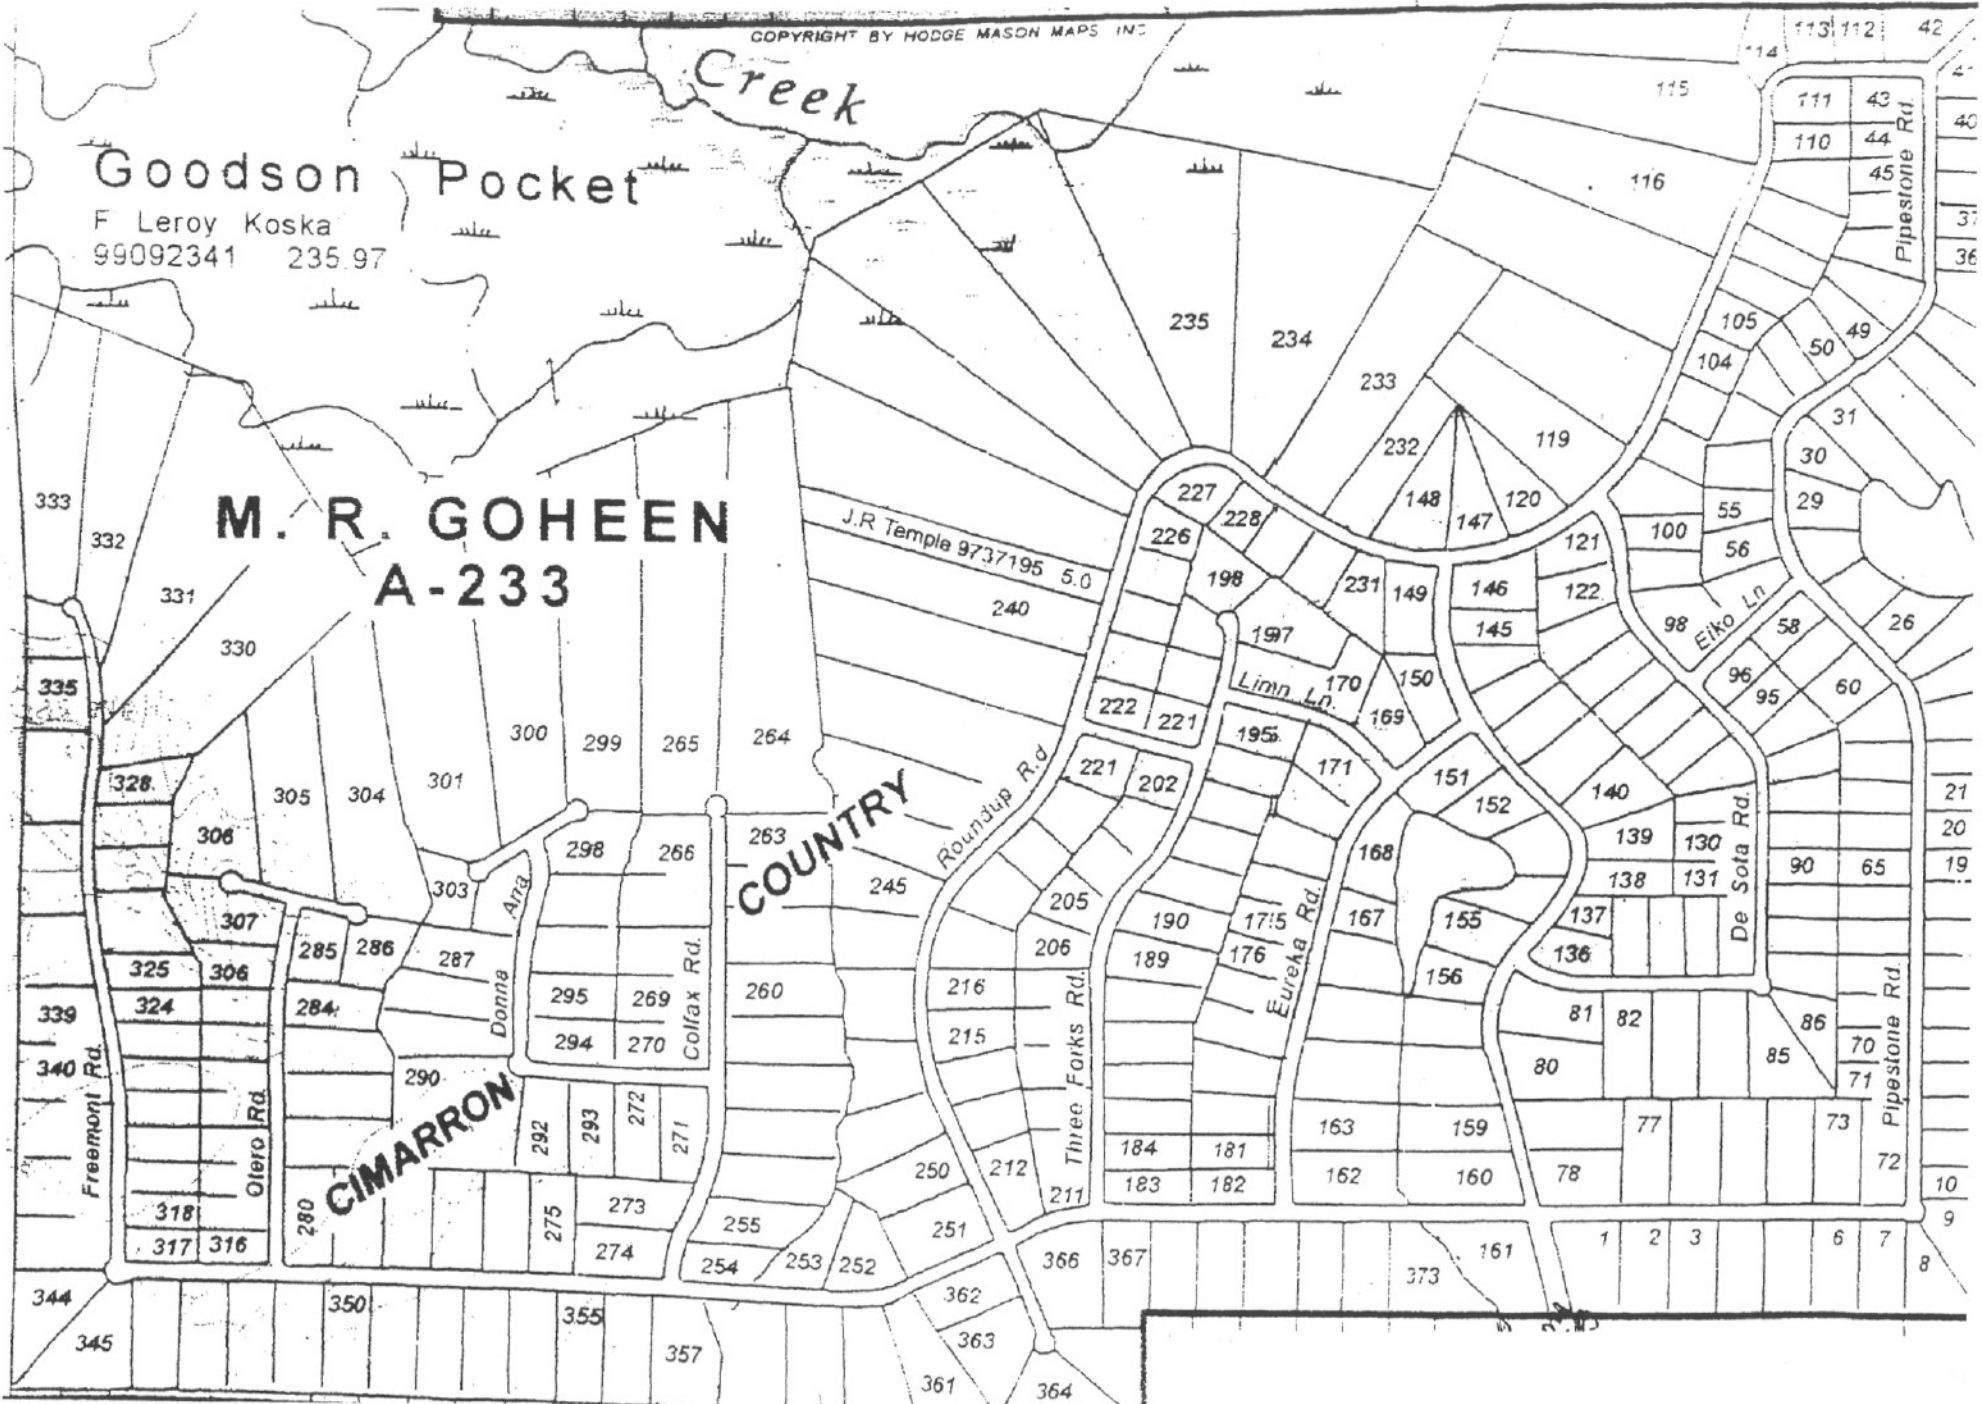 COPYRIGHT BY HODGE MASON MAPS INC
Creek
Goodson Pocket
F Leroy Koska
99092341 235.97
M. R. GOHEEN
A-233
J.R Temple 9737195 5.0
COUNTRY
CIMARRON
Freemont Rd.
Otero Rd.
Donna Ana
Colfax Rd.
Roundup Rd
Three Forks Rd.
Eureka Rd.
Limn Ln.
Elko Ln
De Sota Rd.
Pipestone Rd.
Pipestone Rd.
114 113 112 42
115 111 43
110 44 40
116 45 37
36
235 234 105 49
104 50
233 31
232 119 30
333 227 148 120 29
332 228 147 100 55
226 121 56
331 198 231 149 146 122
240 145 98 58 26
330 197
335 170 150 96 95 60
222 221 169
300 299 265 264 195
328 305 304 301 221 202 171 151 140 21
152
306 298 266 263 168 139 130 20
303 245 138 131 90 65 19
307 205 190 175 167 155 137
285 286 287 206 189 176 136
325 306 156
339 324 284 295 269 260 216 81 82 86
294 270 215 70
340 290 80 85 71
292 293 272 271 163 159 77 73
184 181
250 212 162 160 78 72
183 182 10
211
318 280 275 273 255 251 9
317 316 274 254 253 252 366 367 161 1 2 3 6 7 8
373
344 350 355 362
345 357 363
361 364